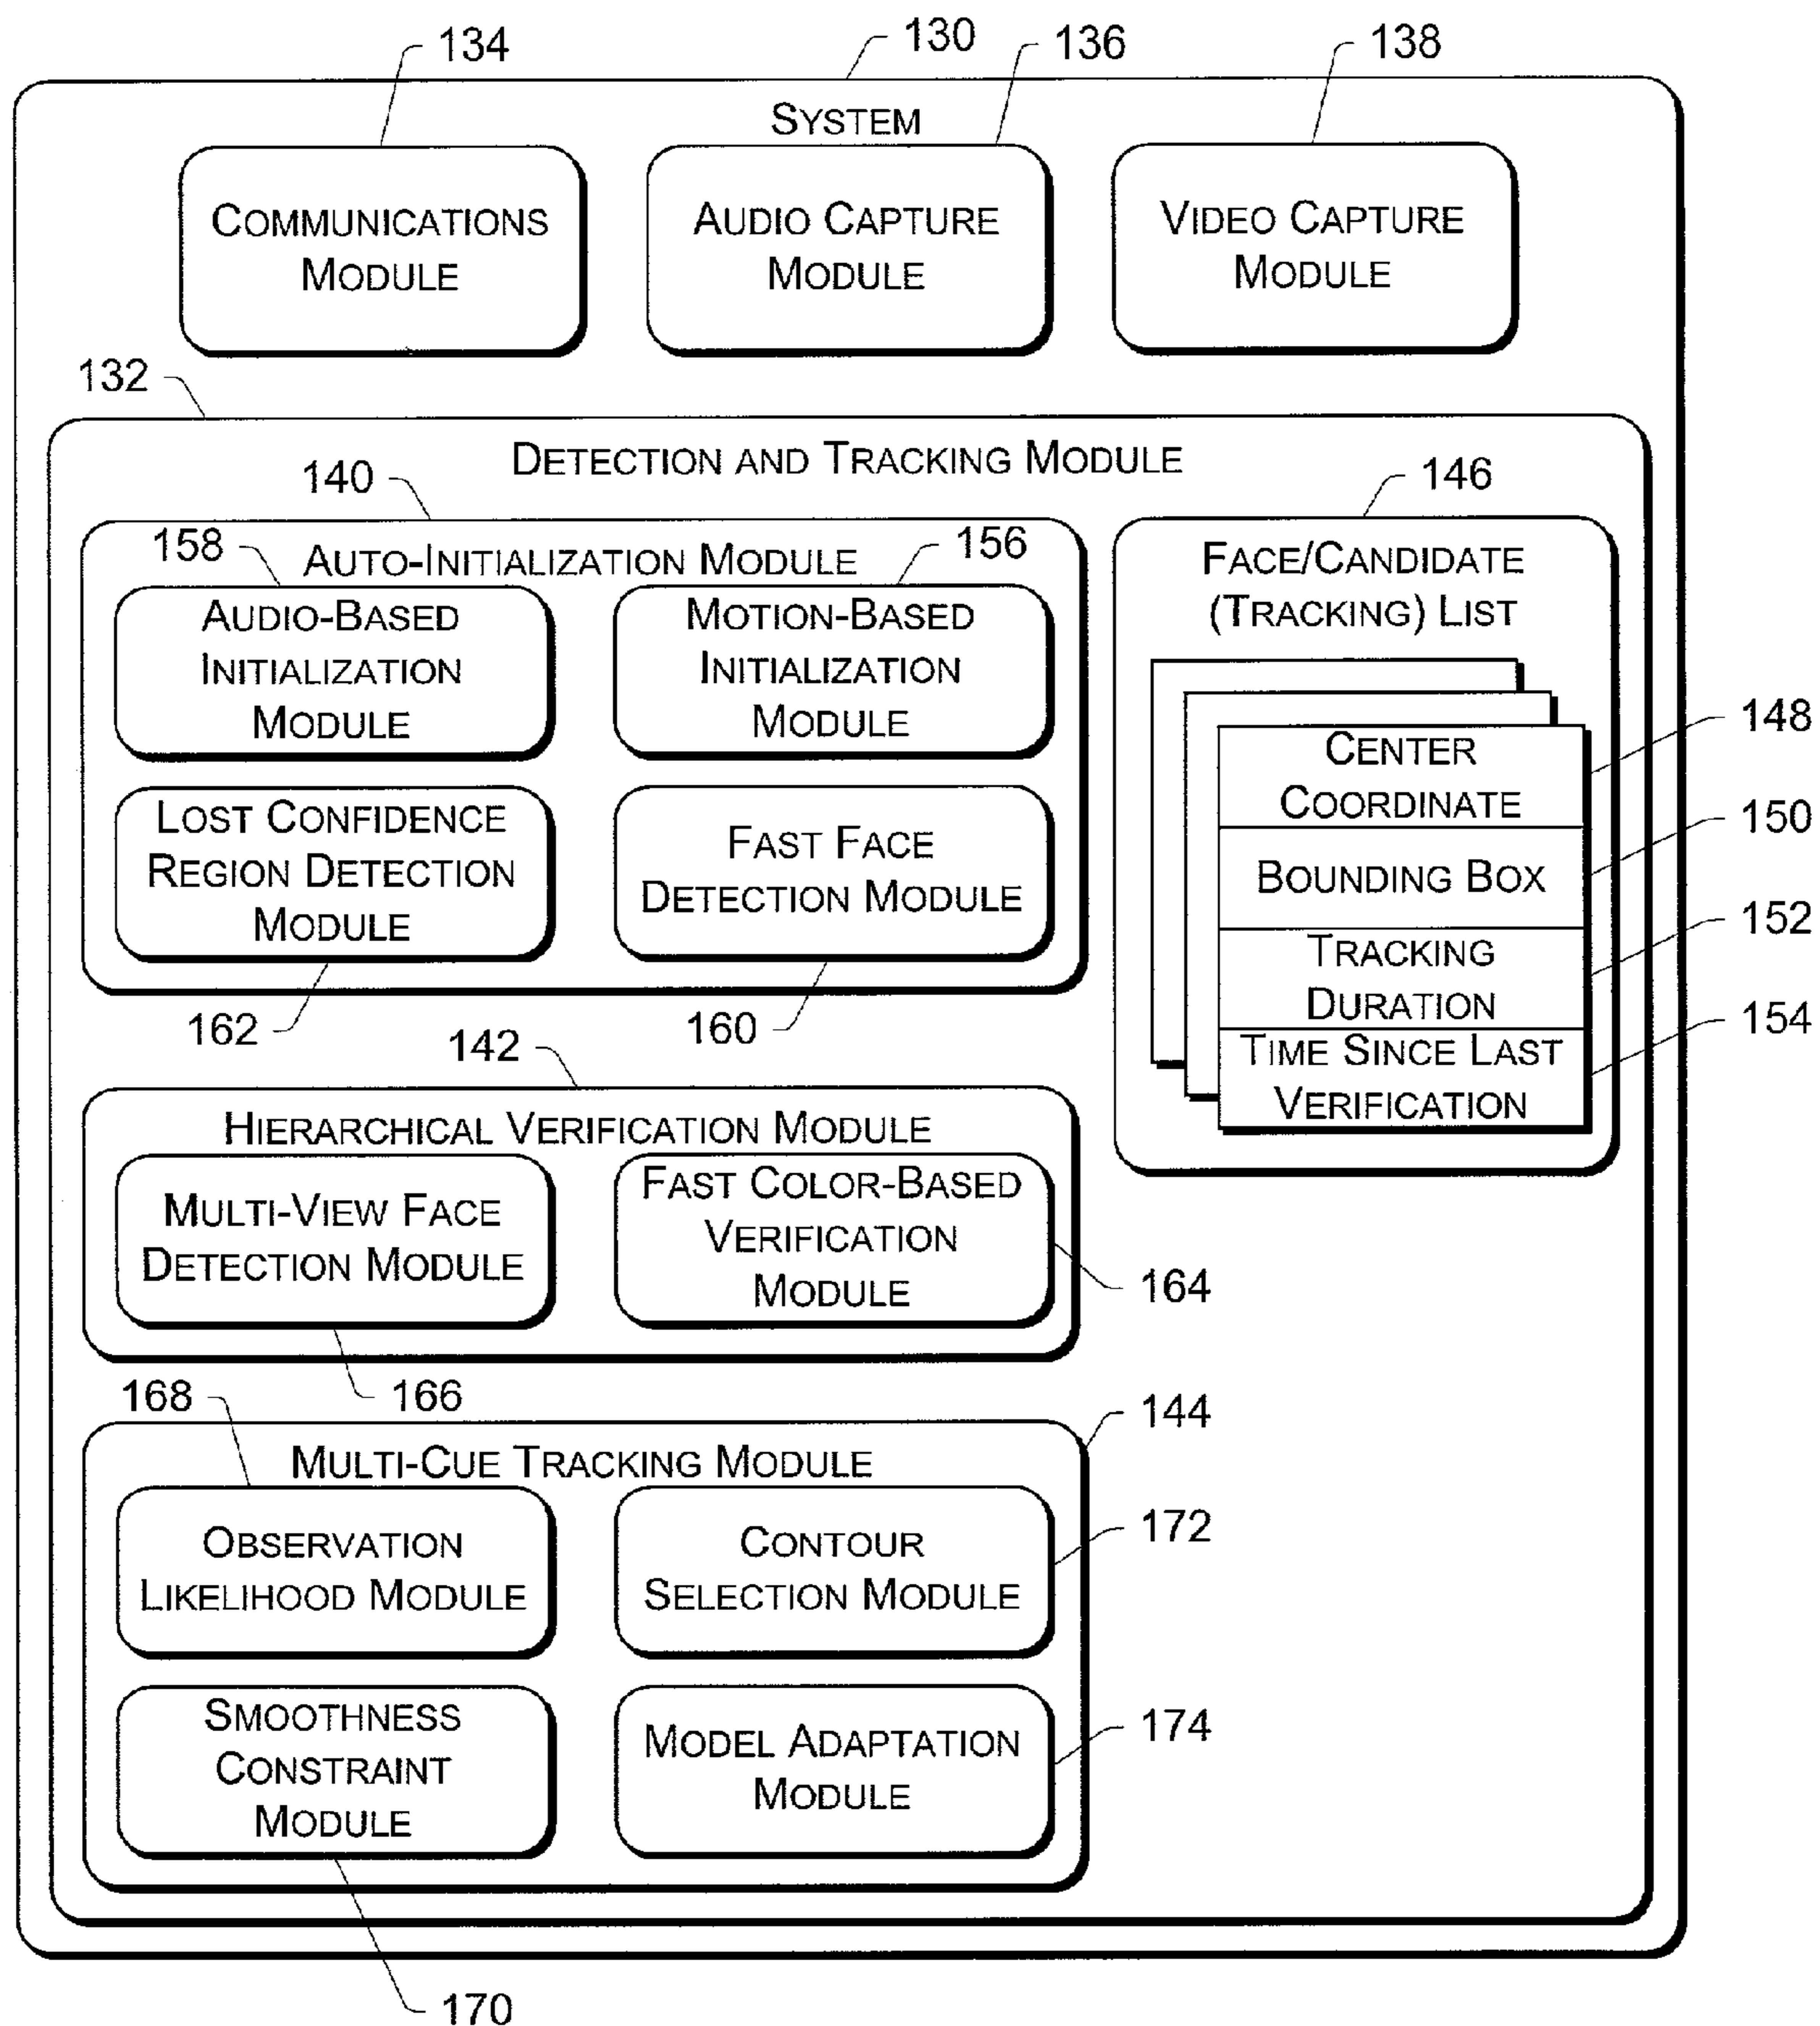 134
130
136
138
SYSTEM
COMMUNICATIONS
MODULE
AUDIO CAPTURE
MODULE
VIDEO CAPTURE
MODULE
132
DETECTION AND TRACKING MODULE
140
146
158
156
AUTO-INITIALIZATION MODULE
AUDIO-BASED
INITIALIZATION
MODULE
MOTION-BASED
INITIALIZATION
MODULE
LOST CONFIDENCE
REGION DETECTION
MODULE
FAST FACE
DETECTION MODULE
162
160
FACE/CANDIDATE
(TRACKING) LIST
CENTER
COORDINATE
148
BOUNDING BOX
150
TRACKING
DURATION
152
TIME SINCE LAST
VERIFICATION
154
142
HIERARCHICAL VERIFICATION MODULE
MULTI-VIEW FACE
DETECTION MODULE
FAST COLOR-BASED
VERIFICATION
MODULE
164
166
168
144
MULTI-CUE TRACKING MODULE
OBSERVATION
LIKELIHOOD MODULE
CONTOUR
SELECTION MODULE
172
SMOOTHNESS
CONSTRAINT
MODULE
MODEL ADAPTATION
MODULE
174
170